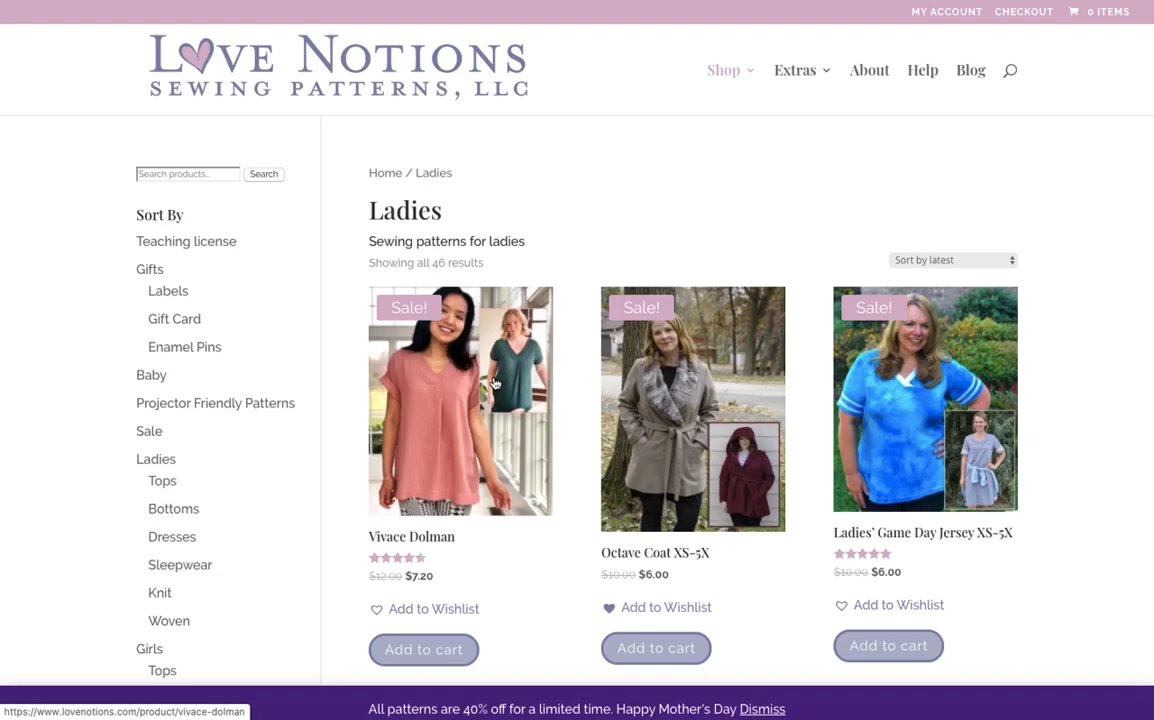 MY ACCOUNT CHECKOUT 0 ITEMS
LOVE NOTIONS
SEWING PATTERNS, LLC
Shop Extras About Help Blog
Search products… Search
Sort By
Teaching license
Gifts
Labels
Gift Card
Enamel Pins
Baby
Projector Friendly Patterns
Sale
Ladies
Tops
Bottoms
Dresses
Sleepwear
Knit
Woven
Girls
Tops
Home / Ladies
Ladies
Sewing patterns for ladies
Showing all 46 results
Sort by latest
Sale!
Vivace Dolman
$12.00 $7.20
Add to Wishlist
Add to cart
Sale!
Octave Coat XS-5X
$10.00 $6.00
Add to Wishlist
Add to cart
Sale!
Ladies' Game Day Jersey XS-5X
$10.00 $6.00
Add to Wishlist
Add to cart
All patterns are 40% off for a limited time. Happy Mother's Day Dismiss
https://www.lovenotions.com/product/vivace-dolman